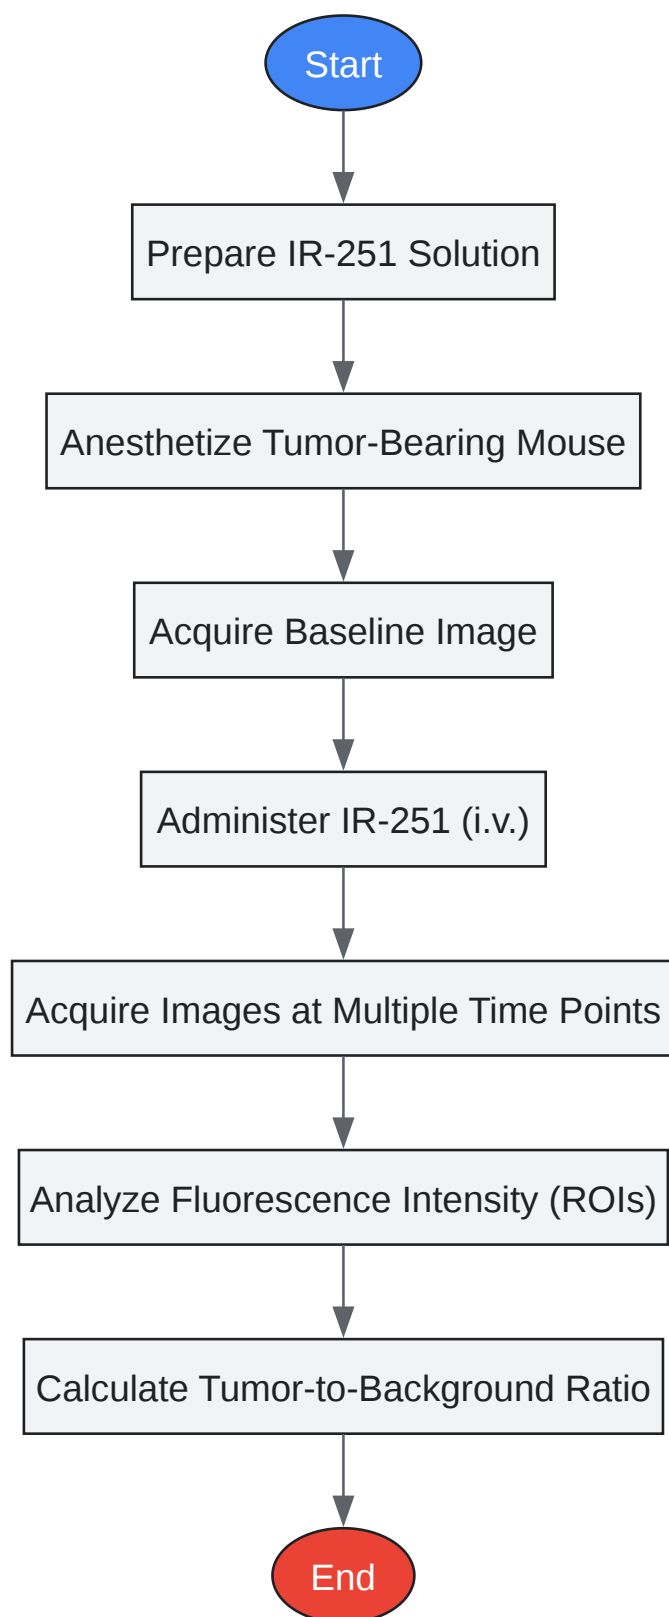 Start
Prepare IR-251 Solution
Anesthetize Tumor-Bearing Mouse
Acquire Baseline Image
Administer IR-251 (i.v.)
Acquire Images at Multiple Time Points
Analyze Fluorescence Intensity (ROIs)
Calculate Tumor-to-Background Ratio
End